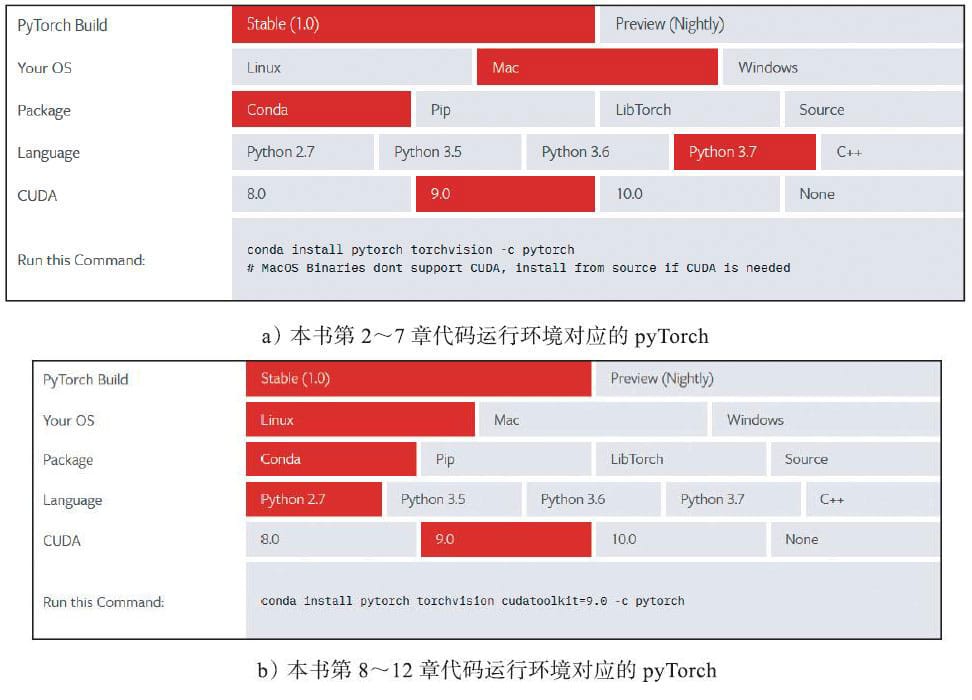 PyTorch Build Stable (1.0) Preview (Nightly)
Your OS Linux Mac Windows
Package Conda Pip LibTorch Source
Language Python 2.7 Python 3.5 Python 3.6 Python 3.7 C++
CUDA 8.0 9.0 10.0 None
Run this Command: conda install pytorch torchvision -c pytorch
# MacOS Binaries dont support CUDA, install from source if CUDA is needed
a）本书第 2～7 章代码运行环境对应的 pyTorch
PyTorch Build Stable (1.0) Preview (Nightly)
Your OS Linux Mac Windows
Package Conda Pip LibTorch Source
Language Python 2.7 Python 3.5 Python 3.6 Python 3.7 C++
CUDA 8.0 9.0 10.0 None
Run this Command: conda install pytorch torchvision cudatoolkit=9.0 -c pytorch
b）本书第 8～12 章代码运行环境对应的 pyTorch